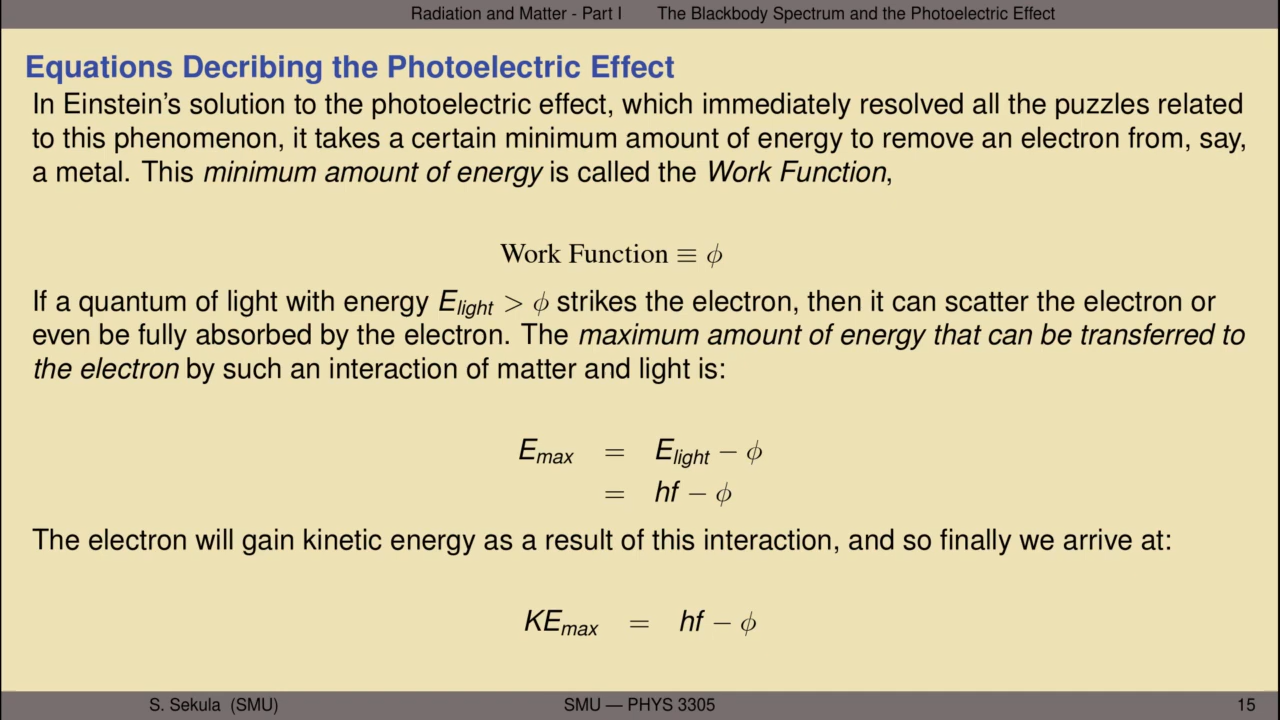 Radiation and Matter - Part I The Blackbody Spectrum and the Photoelectric Effect
Equations Decribing the Photoelectric Effect
In Einstein's solution to the photoelectric effect, which immediately resolved all the puzzles related
to this phenomenon, it takes a certain minimum amount of energy to remove an electron from, say,
a metal. This minimum amount of energy is called the Work Function,
Work Function ≡ ϕ
If a quantum of light with energy E_light > ϕ strikes the electron, then it can scatter the electron or
even be fully absorbed by the electron. The maximum amount of energy that can be transferred to
the electron by such an interaction of matter and light is:
E_max = E_light − ϕ
= hf − ϕ
The electron will gain kinetic energy as a result of this interaction, and so finally we arrive at:
KE_max = hf − ϕ
S. Sekula (SMU) SMU — PHYS 3305 15